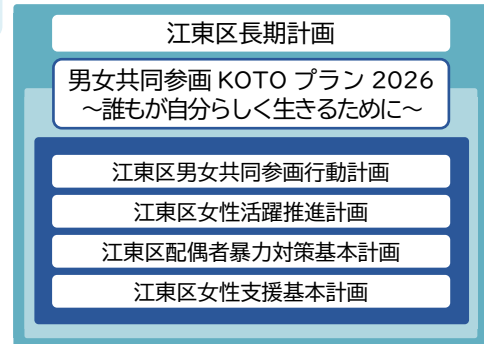 江東区長期計画
男女共同参画 KOTO プラン 2026
~誰もが自分らしく生きるために~
江東区男女共同参画行動計画
江東区女性活躍推進計画
江東区配偶者暴力対策基本計画
江東区女性支援基本計画